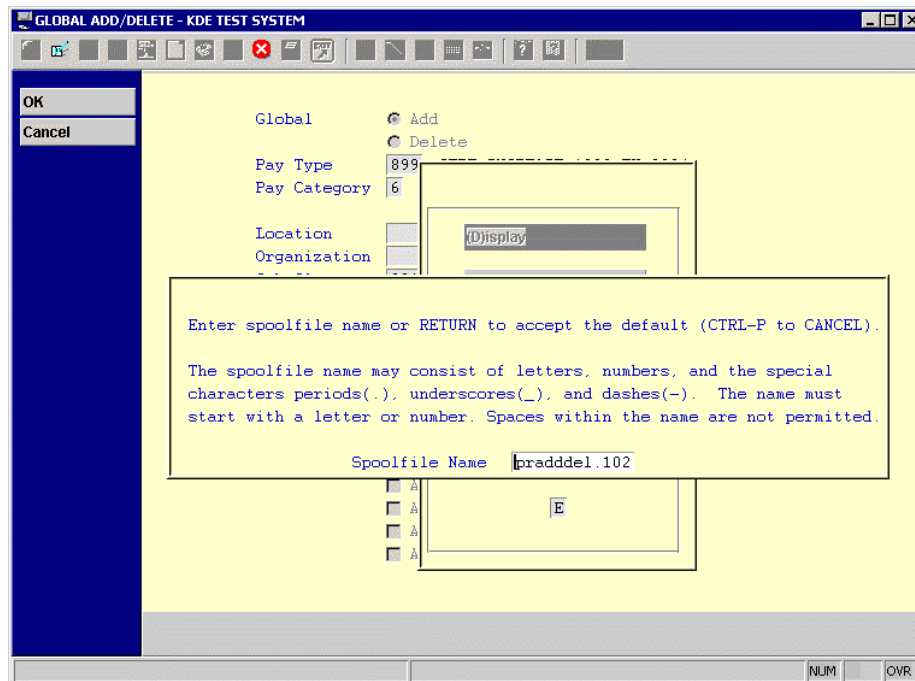 GLOBAL ADD/DELETE - KDE TEST SYSTEM
OK
Cancel
Global Add
Delete
Pay Type 899
Pay Category 6
Location
Organization
(D)isplay
Enter spoolfile name or RETURN to accept the default (CTRL-P to CANCEL).
The spoolfile name may consist of letters, numbers, and the special
characters periods(.), underscores(_), and dashes(-). The name must
start with a letter or number. Spaces within the name are not permitted.
Spoolfile Name pradddel.102
A
A E
A
A
NUM OVR